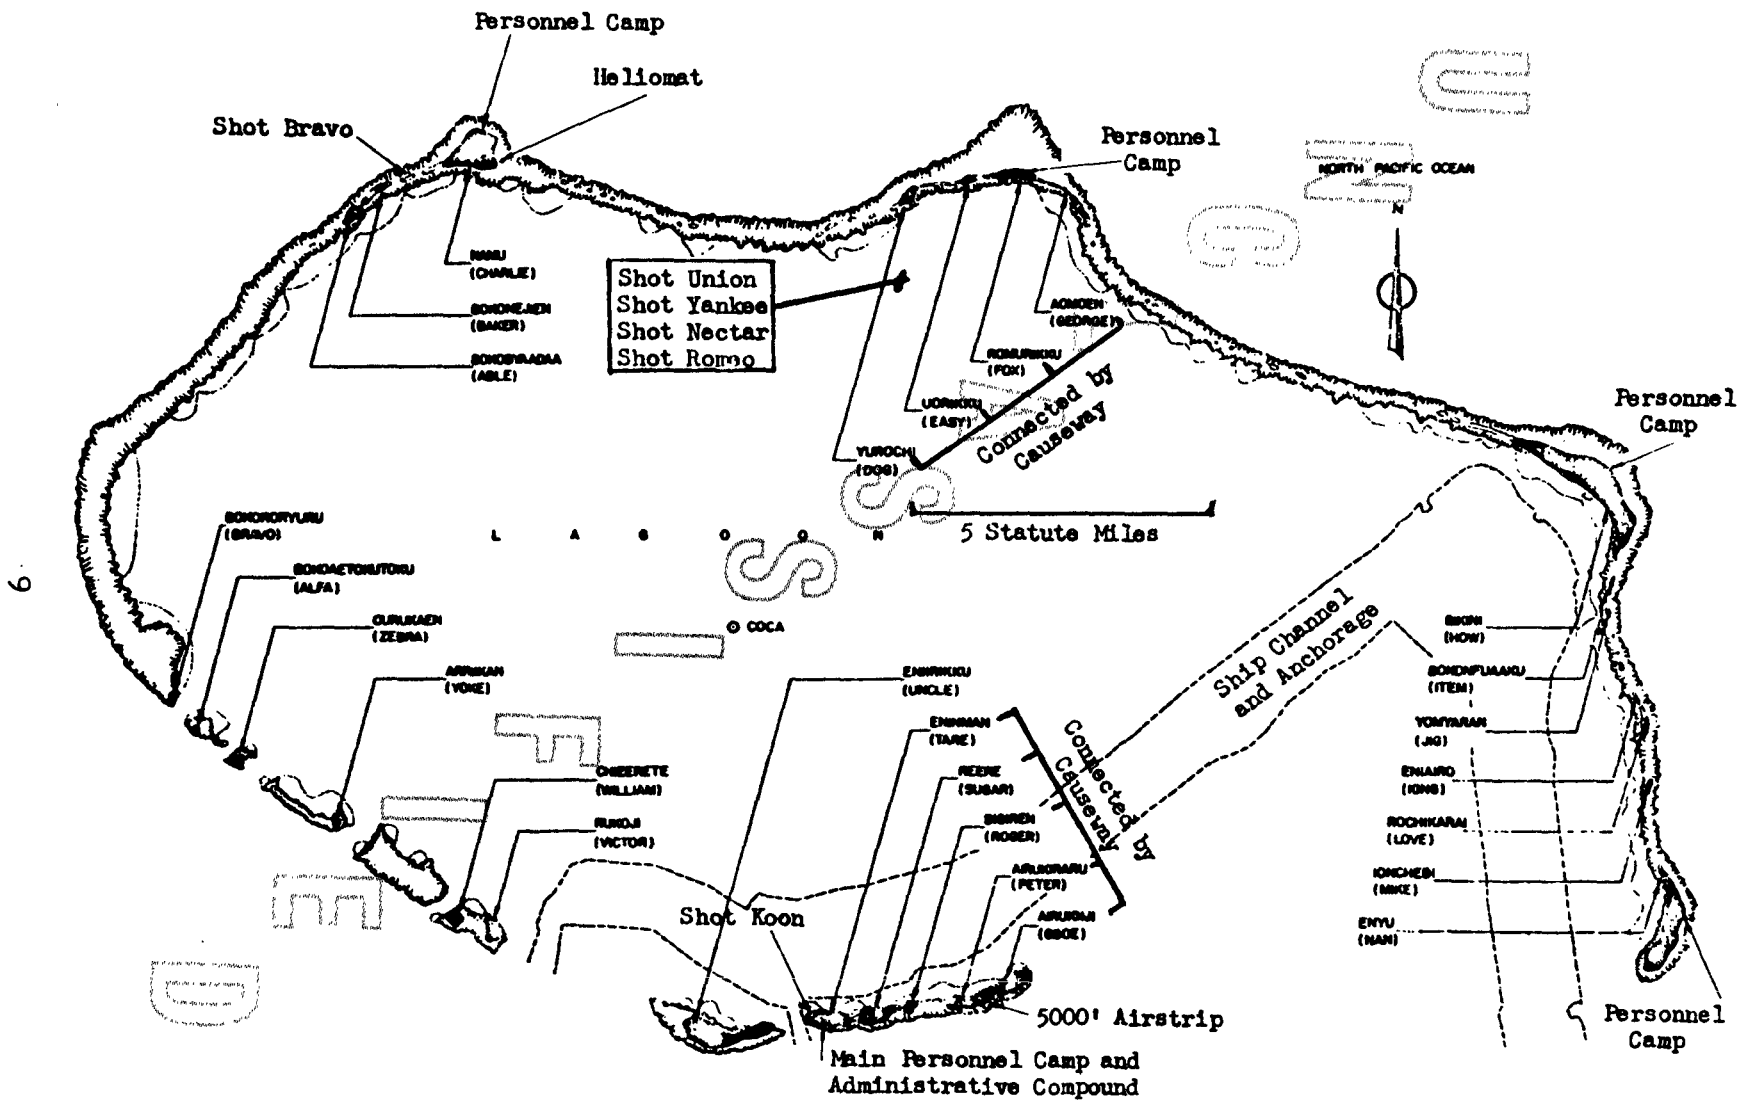 Personnel Camp
Heliomat
Shot Bravo
Personnel
Camp
NORTH PACIFIC OCEAN
N
NAMU
(CHARLIE)
Shot Union
Shot Yankee
Shot Nectar
Shot Romeo
BOKONEJIEN
(BAKER)
BOKOBYAADAA
(ABLE)
AOMOEN
(GEORGE)
ROMURIKKU
(FOX)
UORIKKU
(EASY)
YUROCHI
(DOG)
Connected by
Causeway
Personnel
Camp
BOKORORYURU
(BRAVO)
L A G O O N
5 Statute Miles
BOKOAETOKUTOKU
(ALFA)
OURUKAEN
(ZEBRA)
COCA
ARRIIKAN
(YOKE)
ENIRIKKU
(UNCLE)
Ship Channel
and Anchorage
BIKINI
(HOW)
BOKONFUAAKU
(ITEM)
YOMYARAN
(JIG)
ENIAIRO
(KING)
ROCHIKARAI
(LOVE)
IONCHEBI
(MIKE)
ENYU
(NAN)
ENINMAN
(TARE)
REERE
(SUGAR)
BIGIREN
(ROGER)
AIRUKIRARU
(PETER)
AIRUKIIJI
(OBOE)
Connected by
Causeway
CHIEERETE
(WILLIAM)
RUKOJI
(VICTOR)
Shot Koon
5000' Airstrip
Main Personnel Camp and
Administrative Compound
Personnel
Camp
6
UNCLASSIFIED